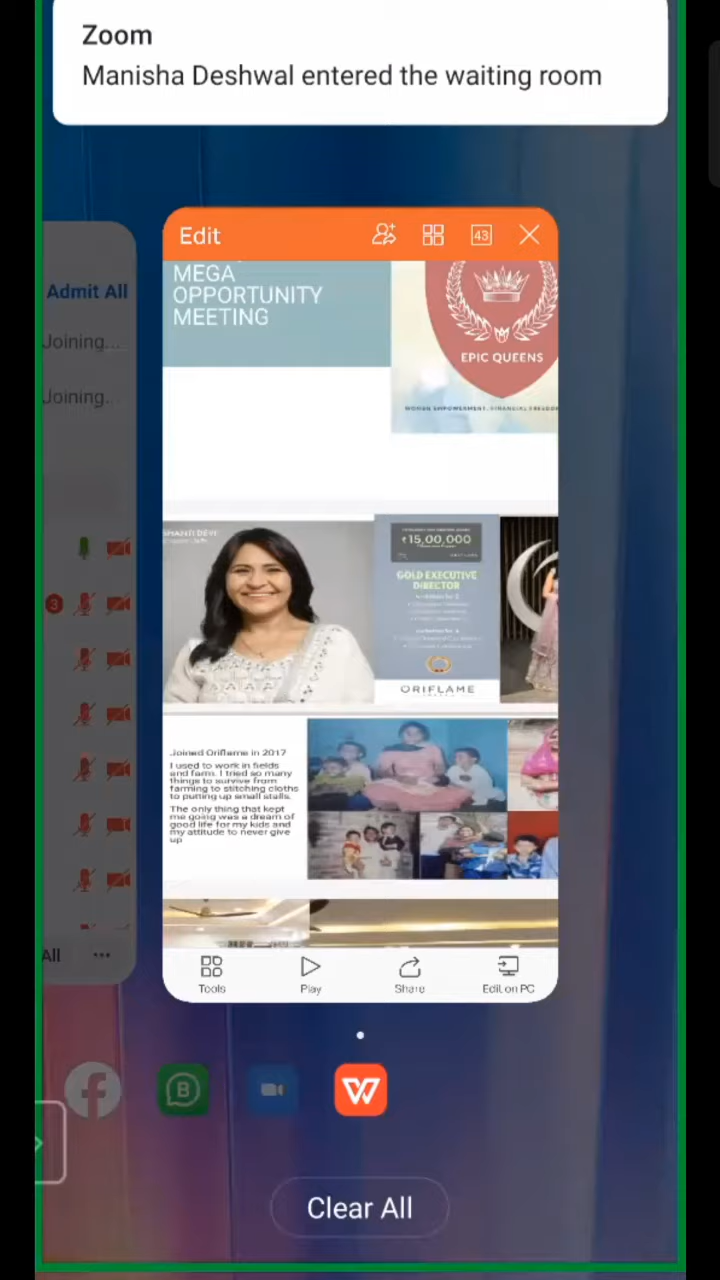 Zoom
Manisha Deshwal entered the waiting room
Edit
43
Admit All
Joining...
Joining...
MEGA
OPPORTUNITY
MEETING
EPIC QUEENS
WOMEN EMPOWERMENT, FINANCIAL FREEDOM
SHANTI DEVI
₹15,00,000
GOLD EXECUTIVE
DIRECTOR
ORIFLAME
3
Joined Oriflame in 2017
I used to work in fields
and farm. I tried so many
things to survive from
farming to stitching cloths
to putting up small stalls.
The only thing that kept
me going was a dream of
good life for my kids and
my attitude to never give
up
All
Tools
Play
Share
Edit on PC
B
W
Clear All